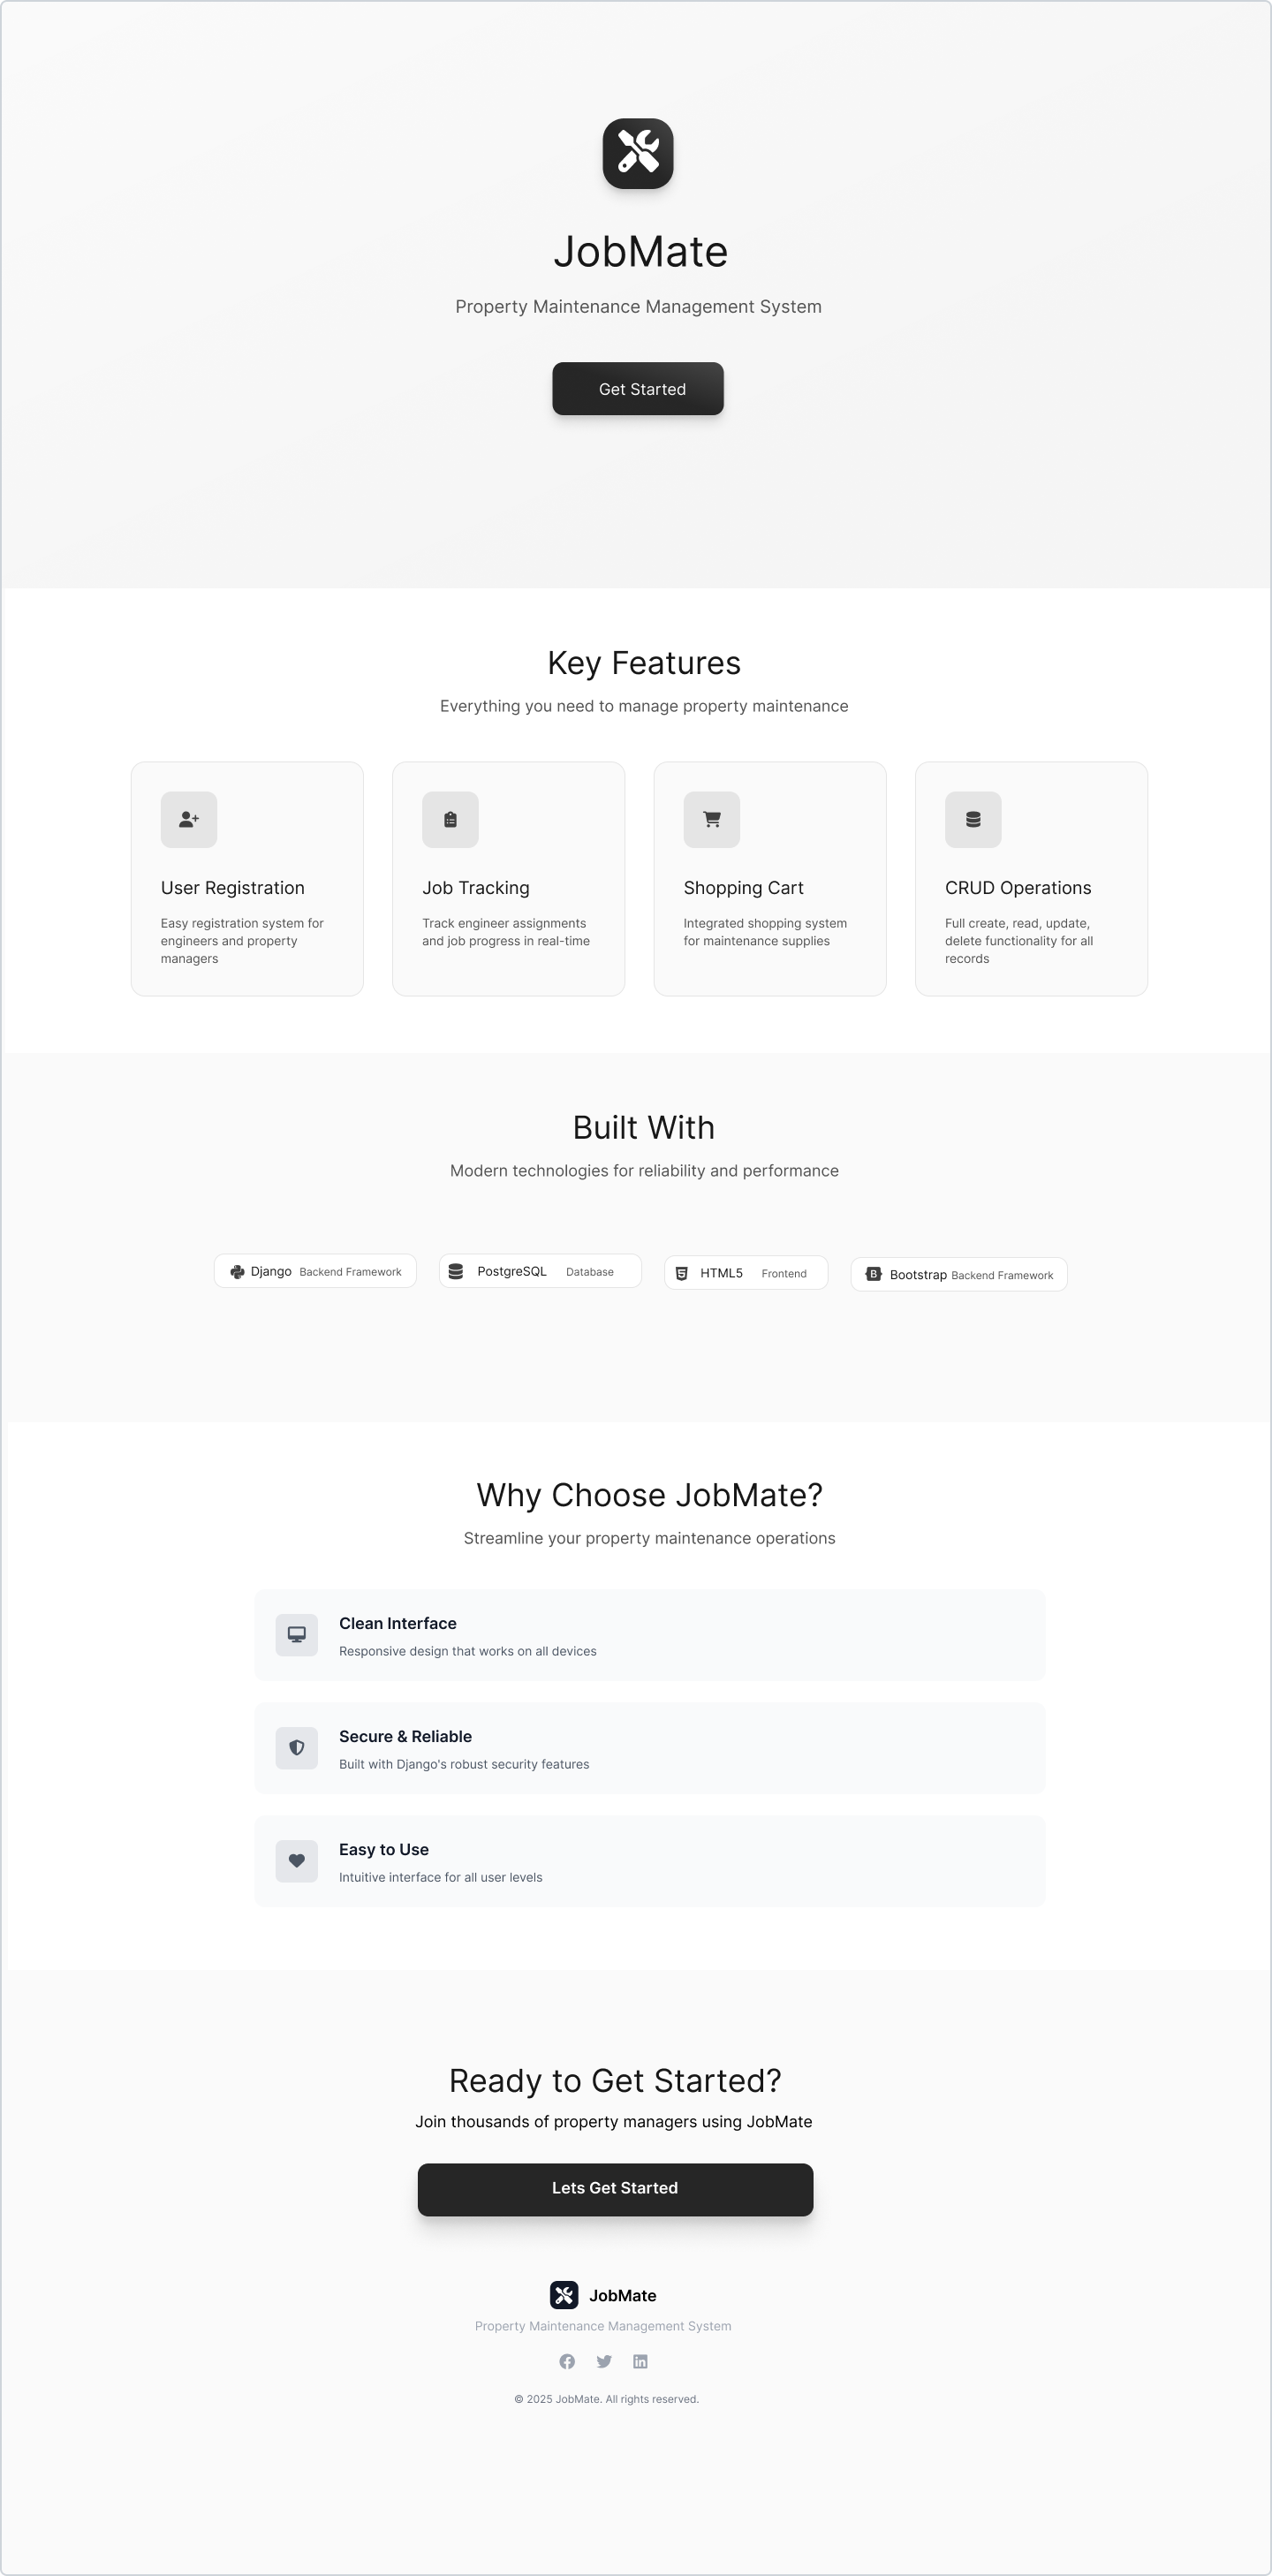 JobMate
Property Maintenance Management System
Get Started
Key Features
Everything you need to manage property maintenance
User Registration
Easy registration system for
engineers and property
managers
Job Tracking
Track engineer assignments
and job progress in real-time
Shopping Cart
Integrated shopping system
for maintenance supplies
CRUD Operations
Full create, read, update,
delete functionality for all
records
Built With
Modern technologies for reliability and performance
Django Backend Framework
PostgreSQL Database
HTML5 Frontend
B Bootstrap Backend Framework
Why Choose JobMate?
Streamline your property maintenance operations
Clean Interface
Responsive design that works on all devices
Secure & Reliable
Built with Django's robust security features
Easy to Use
Intuitive interface for all user levels
Ready to Get Started?
Join thousands of property managers using JobMate
Lets Get Started
JobMate
Property Maintenance Management System
© 2025 JobMate. All rights reserved.